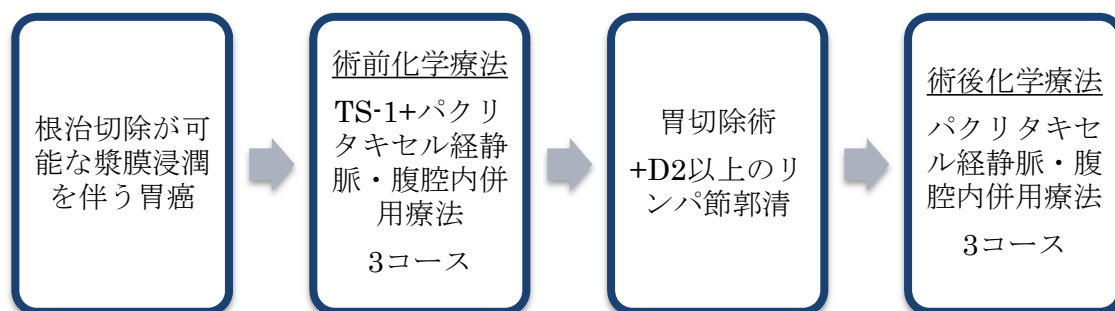 根治切除が可
能な漿膜浸潤
を伴う胃癌
術前化学療法
TS-1+パクリ
タキセル経静
脈・腹腔内併
用療法
3コース
胃切除術
+D2以上のリ
ンパ節郭清
術後化学療法
パクリタキセ
ル経静脈・腹
腔内併用療法
3コース